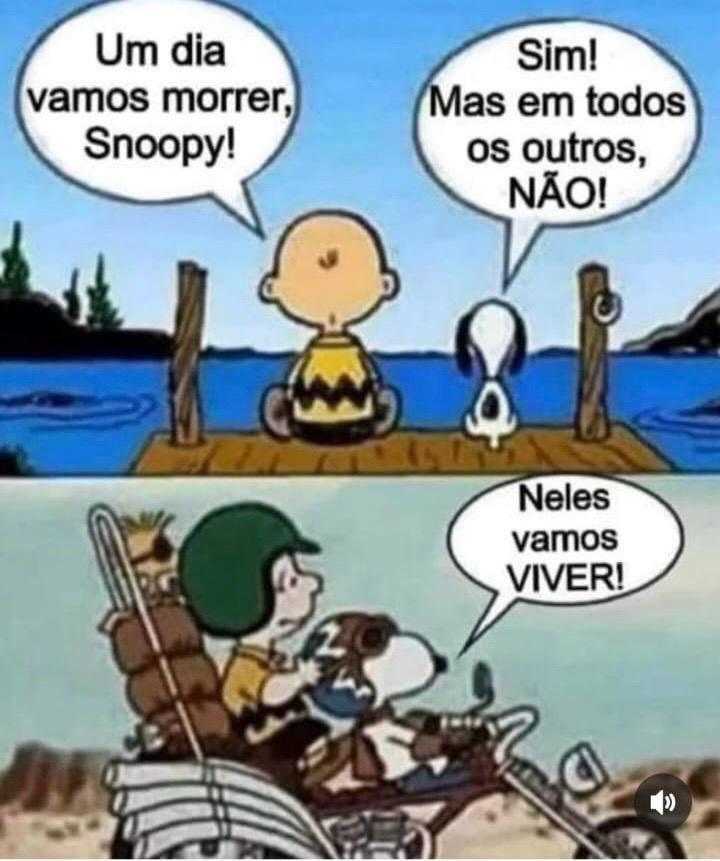 Um dia
vamos morrer,
Snoopy!
Sim!
Mas em todos
os outros,
NÃO!
Neles
vamos
VIVER!